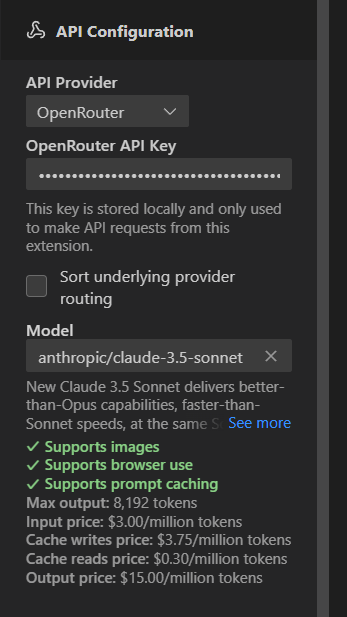 API Configuration
API Provider
OpenRouter
OpenRouter API Key
This key is stored locally and only used
to make API requests from this
extension.
Sort underlying provider
routing
Model
anthropic/claude-3.5-sonnet
New Claude 3.5 Sonnet delivers better-
than-Opus capabilities, faster-than-
Sonnet speeds, at the same See more
✓ Supports images
✓ Supports browser use
✓ Supports prompt caching
Max output: 8,192 tokens
Input price: $3.00/million tokens
Cache writes price: $3.75/million tokens
Cache reads price: $0.30/million tokens
Output price: $15.00/million tokens